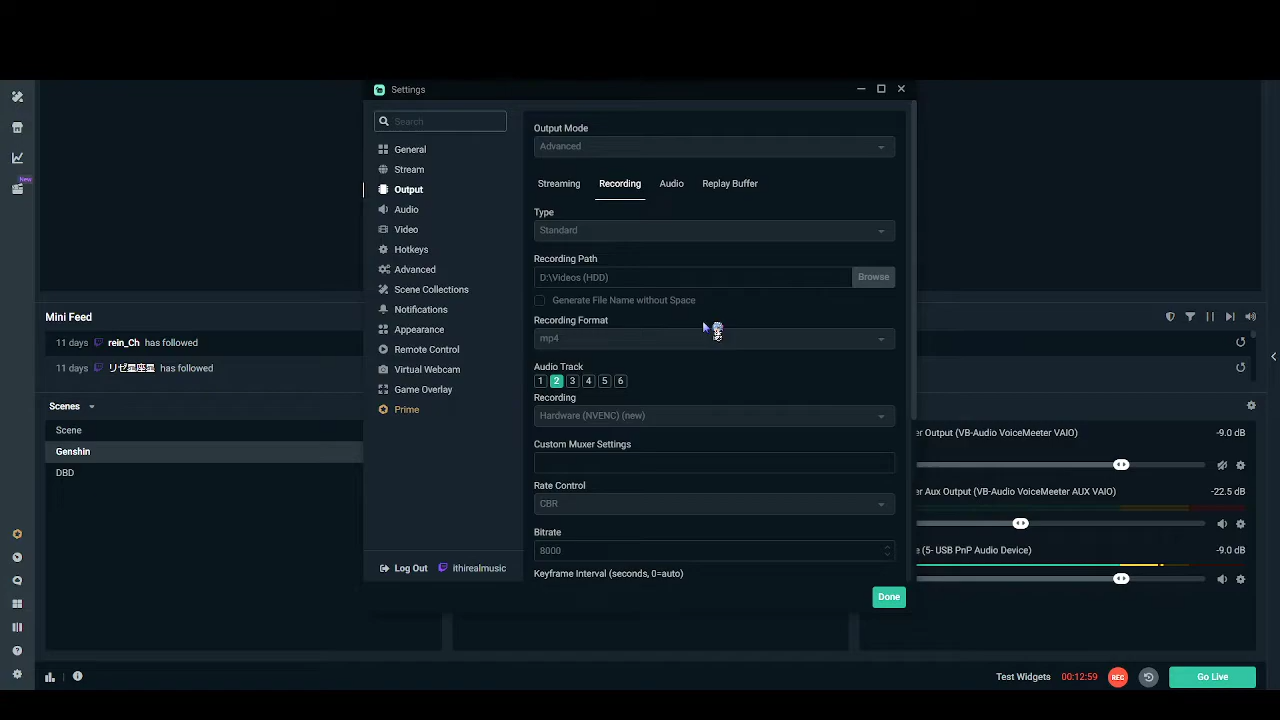 Settings
Search
General
Stream
Output
Audio
Video
Hotkeys
Advanced
Scene Collections
Notifications
Appearance
Remote Control
Virtual Webcam
Game Overlay
Prime
Log Out ithirealmusic
Output Mode
Advanced
Streaming Recording Audio Replay Buffer
Type
Standard
Recording Path
D:\Videos (HDD)
Browse
Generate File Name without Space
Recording Format
mp4
Audio Track
1 2 3 4 5 6
Recording
Hardware (NVENC) (new)
Custom Muxer Settings
Rate Control
CBR
Bitrate
8000
Keyframe Interval (seconds, 0=auto)
Done
New
Mini Feed
11 days rein_Ch has followed
11 days リゼ星座星 has followed
Scenes
Scene
Genshin
DBD
er Output (VB-Audio VoiceMeeter VAIO) -9.0 dB
er Aux Output (VB-Audio VoiceMeeter AUX VAIO) -22.5 dB
e (5- USB PnP Audio Device) -9.0 dB
Test Widgets 00:12:59 REC Go Live